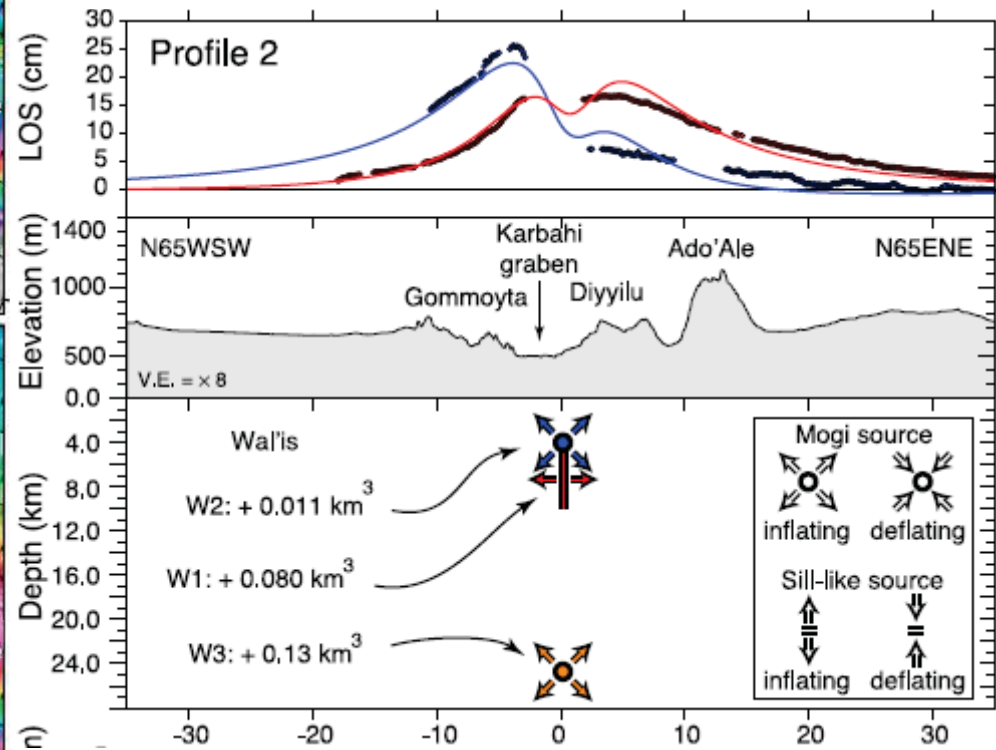 30
25
20
15
10
5
0
LOS (cm)
Profile 2
1400
1000
500
0.0
Elevation (m)
N65WSW
Karbahi
graben
Ado'Ale
N65ENE
Gommoyta
Diyyilu
V.E. = × 8
4.0
8.0
12.0
16.0
20.0
24.0
Depth (km)
Wal'is
W2: + 0.011 km³
W1: + 0.080 km³
W3: + 0.13 km³
Mogi source
inflating deflating
Sill-like source
inflating deflating
-30 -20 -10 0 10 20 30